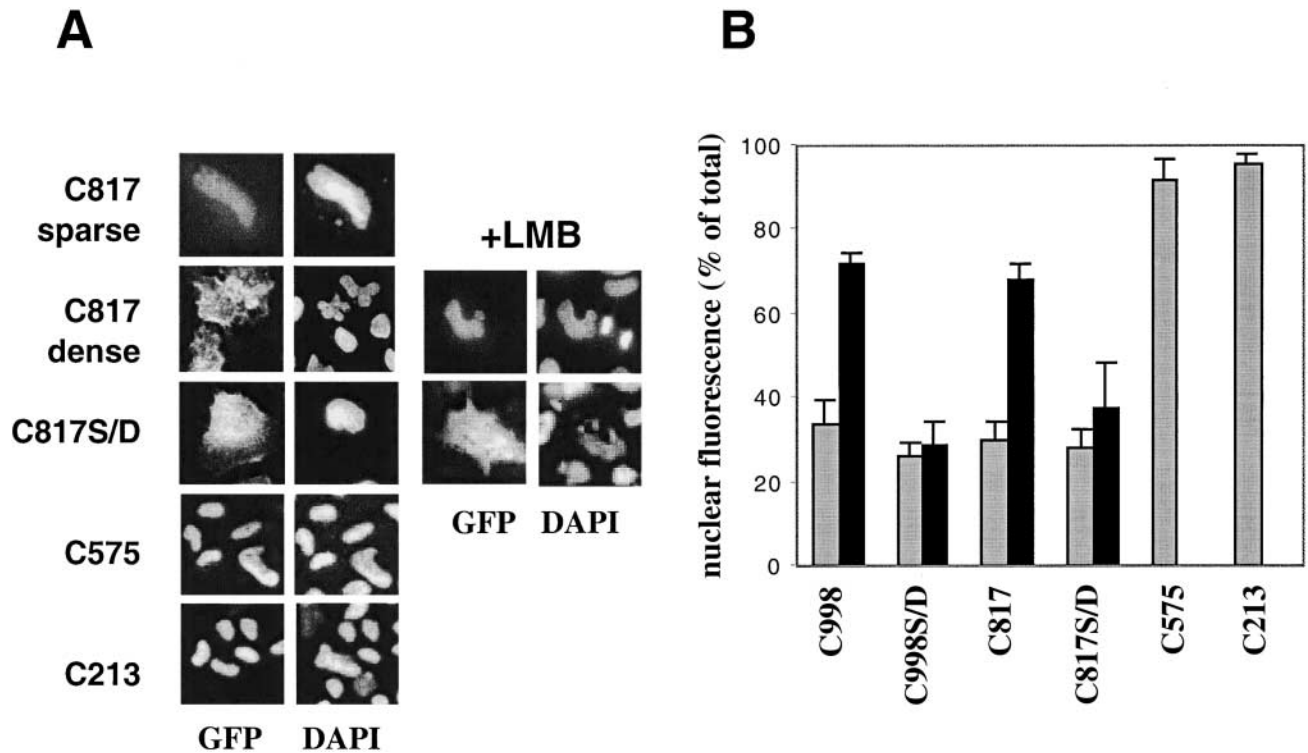 A
B
C817
sparse
C817
dense
C817S/D
C575
C213
GFP DAPI
+LMB
GFP DAPI
nuclear fluorescence (% of total)
100
80
60
40
20
0
C998
C998S/D
C817
C817S/D
C575
C213